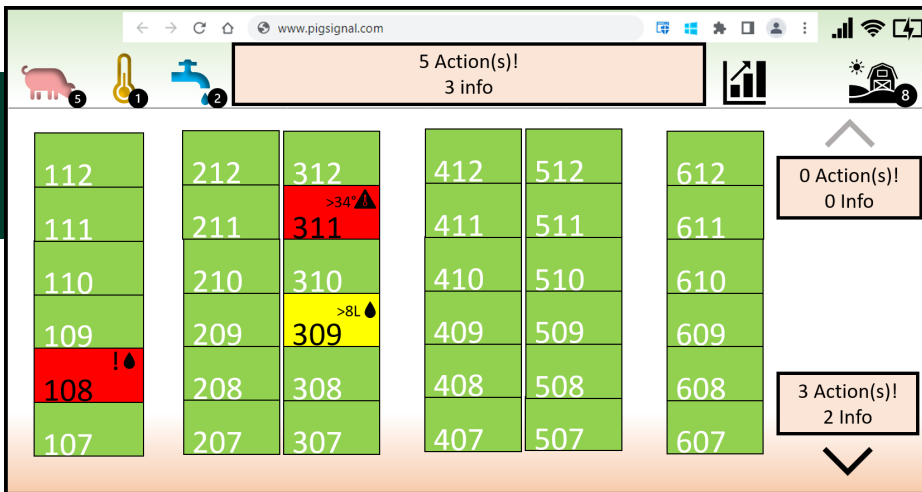 www.pigsignal.com
5 Action(s)!
3 info
5
1
2
8
112 212 312 412 512 612
0 Action(s)!
0 Info
>34°
111 211 311 411 511 611
110 210 310 410 510 610
>8L
109 209 309 409 509 609
!
108 208 308 408 508 608
3 Action(s)!
2 Info
107 207 307 407 507 607